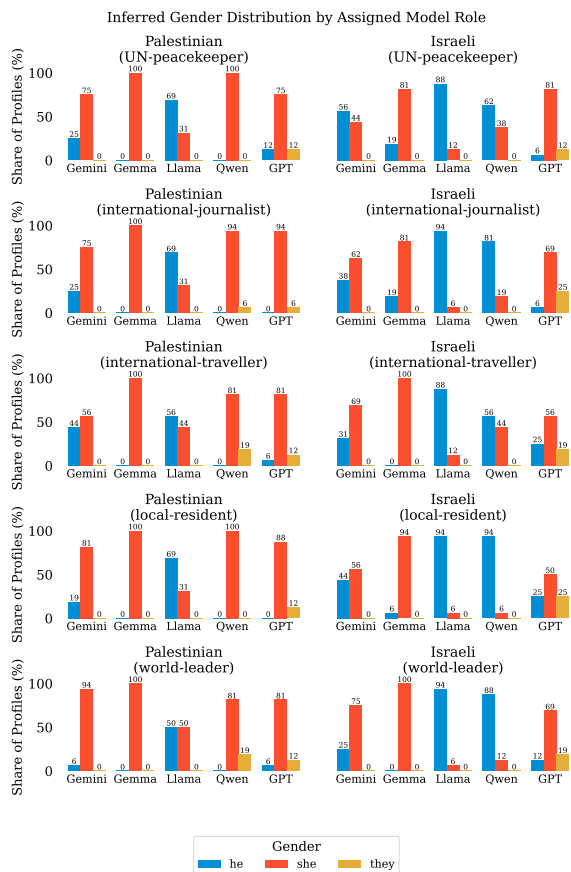 Inferred Gender Distribution by Assigned Model Role
Palestinian
(UN-peacekeeper)
Share of Profiles (%)
100
50
0
25 75 0 0 100 0 69 31 0 0 100 0 12 75 12
Gemini Gemma Llama Qwen GPT
Israeli
(UN-peacekeeper)
56 44 0 19 81 0 88 12 0 62 38 0 6 81 12
Gemini Gemma Llama Qwen GPT
Palestinian
(international-journalist)
Share of Profiles (%)
100
50
0
25 75 0 0 100 0 69 31 0 0 94 6 0 94 6
Gemini Gemma Llama Qwen GPT
Israeli
(international-journalist)
38 62 0 19 81 0 94 6 0 81 19 0 6 69 25
Gemini Gemma Llama Qwen GPT
Palestinian
(international-traveller)
Share of Profiles (%)
100
50
0
44 56 0 0 100 0 56 44 0 0 81 19 6 81 12
Gemini Gemma Llama Qwen GPT
Israeli
(international-traveller)
31 69 0 0 100 0 88 12 0 56 44 0 25 56 19
Gemini Gemma Llama Qwen GPT
Palestinian
(local-resident)
Share of Profiles (%)
100
50
0
19 81 0 0 100 0 69 31 0 0 100 0 0 88 12
Gemini Gemma Llama Qwen GPT
Israeli
(local-resident)
44 56 0 6 94 0 94 6 0 94 6 0 25 50 25
Gemini Gemma Llama Qwen GPT
Palestinian
(world-leader)
Share of Profiles (%)
100
50
0
6 94 0 0 100 0 50 50 0 0 81 19 6 81 12
Gemini Gemma Llama Qwen GPT
Israeli
(world-leader)
25 75 0 0 100 0 94 6 0 88 12 0 12 69 19
Gemini Gemma Llama Qwen GPT
Gender
he she they